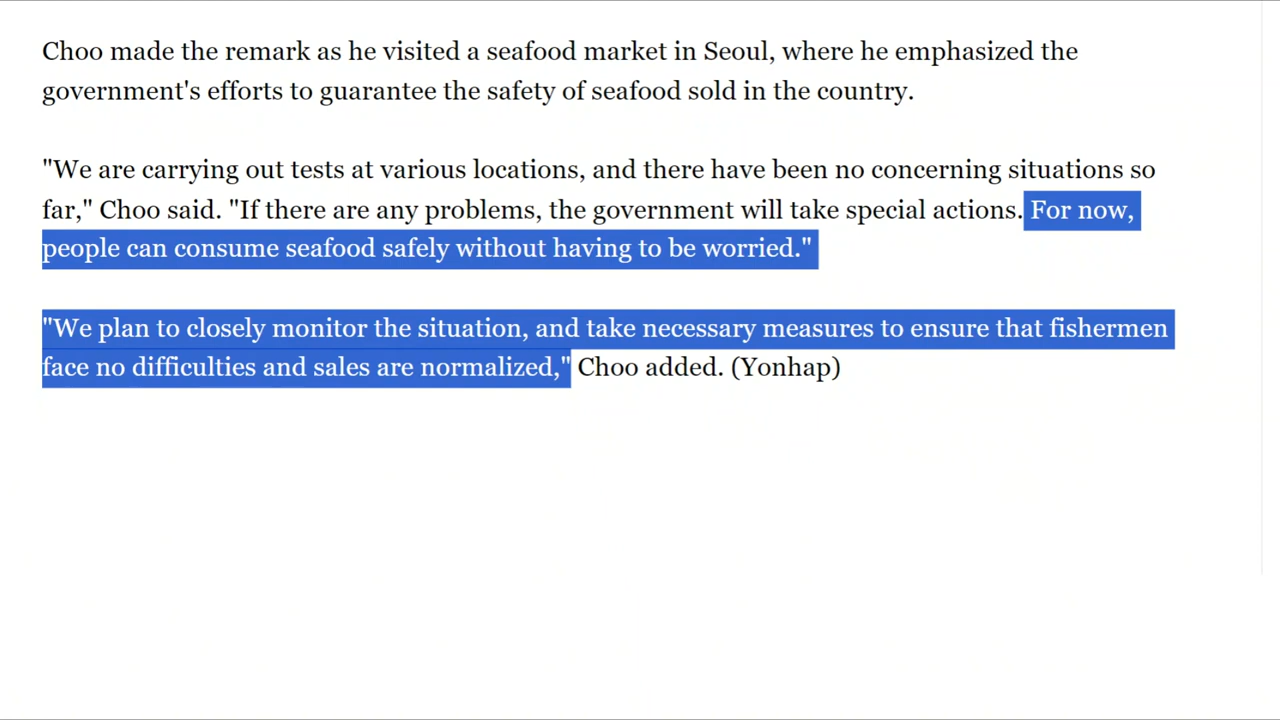 Choo made the remark as he visited a seafood market in Seoul, where he emphasized the
government's efforts to guarantee the safety of seafood sold in the country.
"We are carrying out tests at various locations, and there have been no concerning situations so
far," Choo said. "If there are any problems, the government will take special actions. For now,
people can consume seafood safely without having to be worried."
"We plan to closely monitor the situation, and take necessary measures to ensure that fishermen
face no difficulties and sales are normalized," Choo added. (Yonhap)